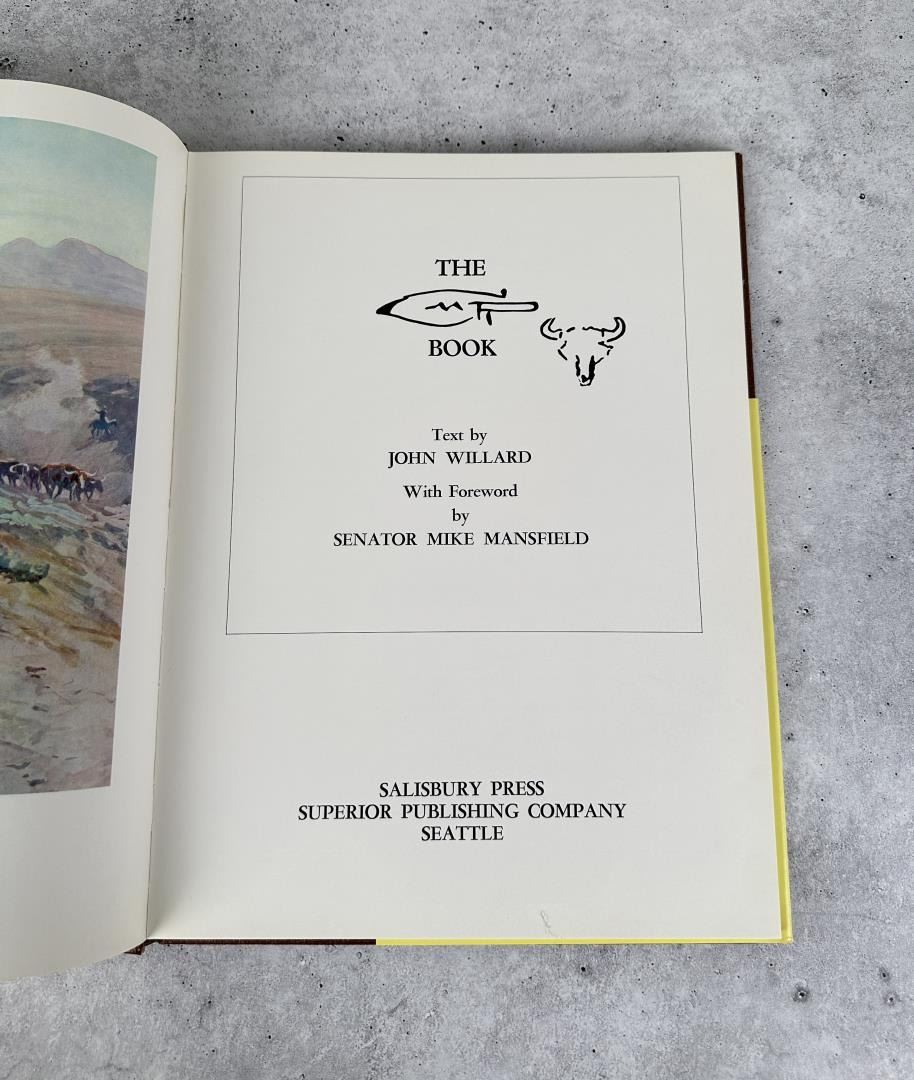 THE
BOOK
Text by
JOHN WILLARD
With Foreword
by
SENATOR MIKE MANSFIELD
SALISBURY PRESS
SUPERIOR PUBLISHING COMPANY
SEATTLE